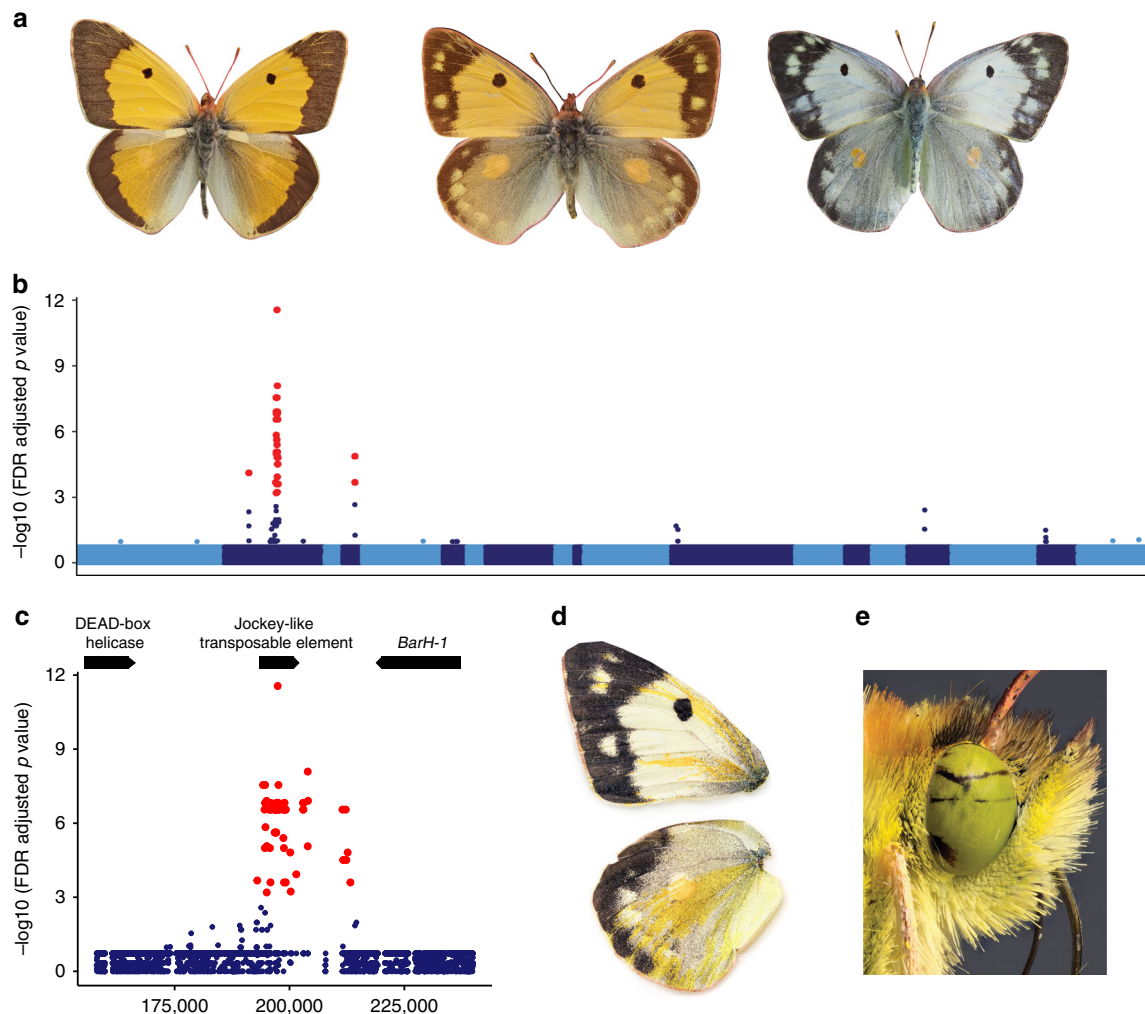 a
b
12
9
6
3
0
−log10 (FDR adjusted p value)
c
DEAD-box
helicase
Jockey-like
transposable element
BarH-1
12
9
6
3
0
−log10 (FDR adjusted p value)
175,000
200,000
225,000
d
e